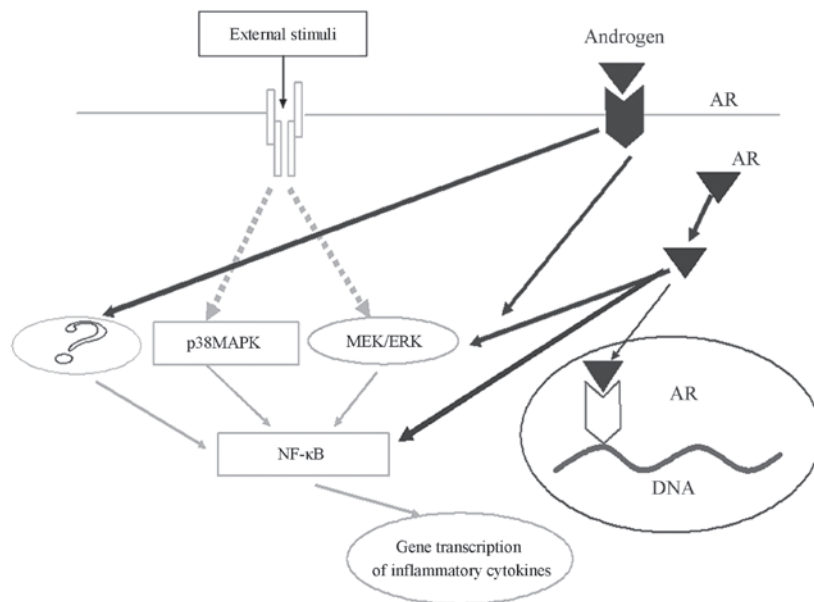 External stimuli
Androgen
AR
AR
?
p38MAPK
MEK/ERK
NF-κB
AR
DNA
Gene transcription
of inflammatory cytokines